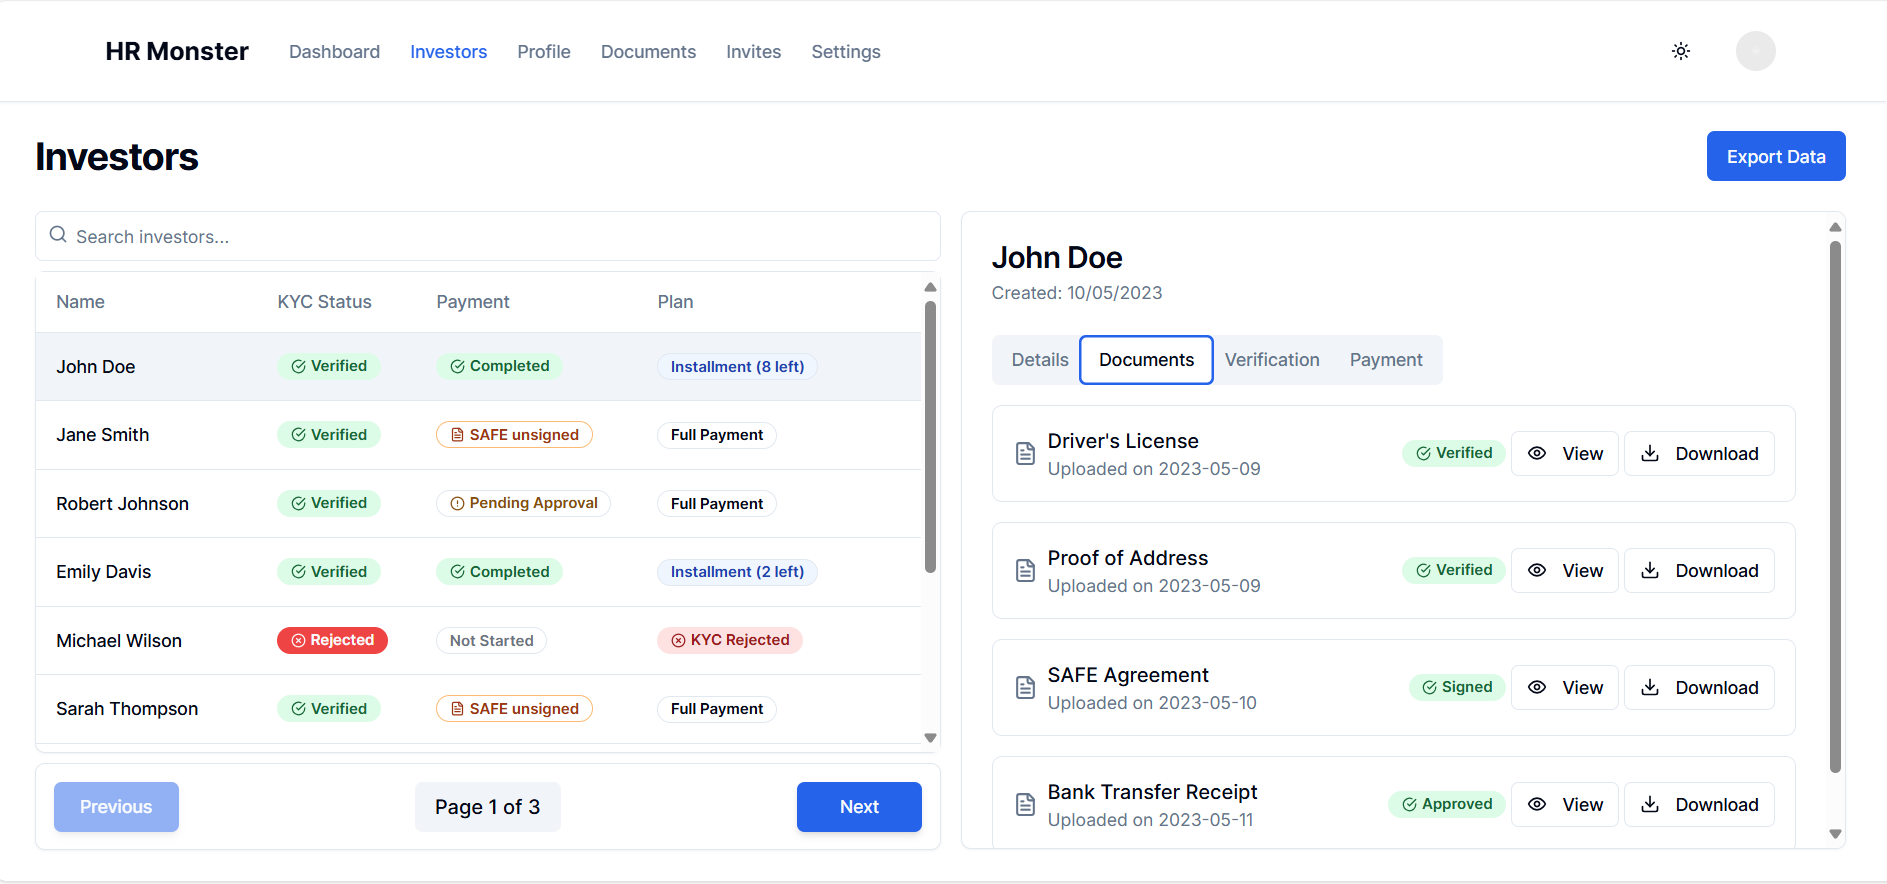 HR Monster Dashboard Investors Profile Documents Invites Settings
Investors
Export Data
Search investors...
Name KYC Status Payment Plan
John Doe Verified Completed Installment (8 left)
Jane Smith Verified SAFE unsigned Full Payment
Robert Johnson Verified Pending Approval Full Payment
Emily Davis Verified Completed Installment (2 left)
Michael Wilson Rejected Not Started KYC Rejected
Sarah Thompson Verified SAFE unsigned Full Payment
Previous Page 1 of 3 Next
John Doe
Created: 10/05/2023
Details Documents Verification Payment
Driver's License
Uploaded on 2023-05-09
Verified View Download
Proof of Address
Uploaded on 2023-05-09
Verified View Download
SAFE Agreement
Uploaded on 2023-05-10
Signed View Download
Bank Transfer Receipt
Uploaded on 2023-05-11
Approved View Download